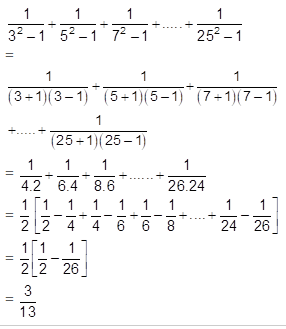 1/(3² − 1) + 1/(5² − 1) + 1/(7² − 1) + ..... + 1/(25² − 1)
=
1/((3+1)(3−1)) + 1/((5+1)(5−1)) + 1/((7+1)(7−1))
+ ..... + 1/((25+1)(25−1))
= 1/4.2 + 1/6.4 + 1/8.6 + ...... + 1/26.24
= 1/2 [1/2 − 1/4 + 1/4 − 1/6 + 1/6 − 1/8 + .... + 1/24 − 1/26]
= 1/2 [1/2 − 1/26]
= 3/13